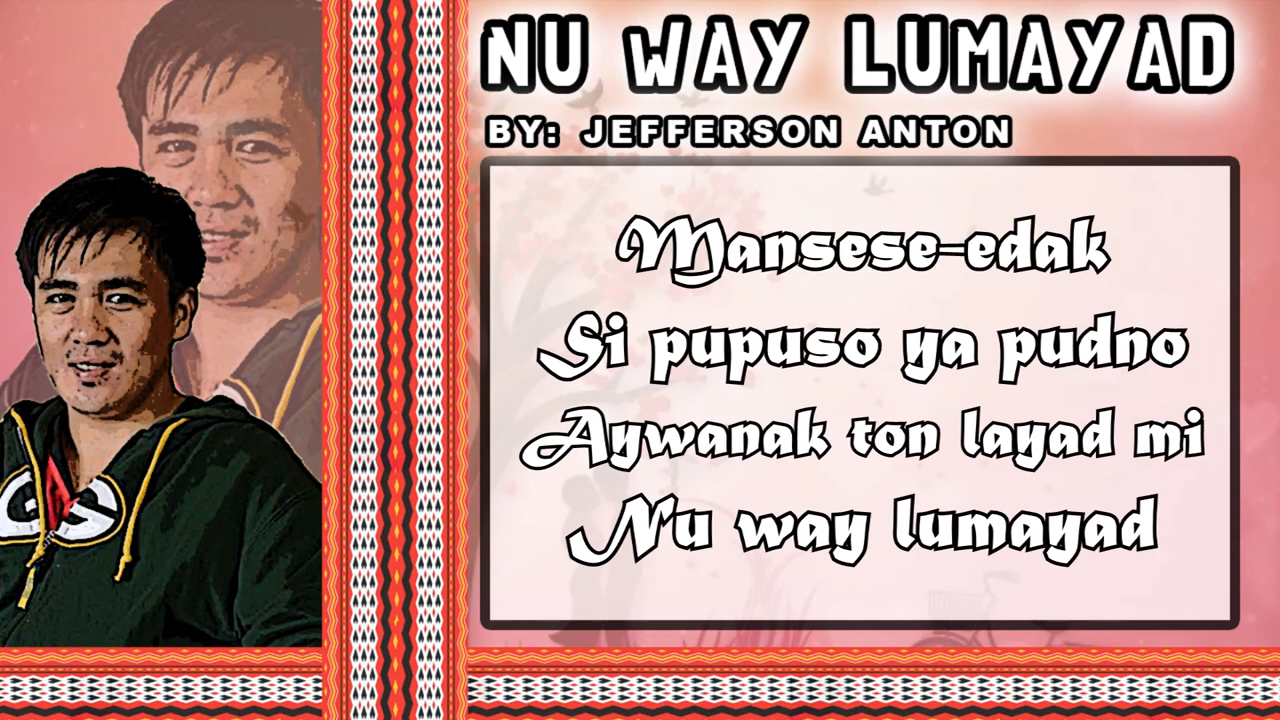 NU WAY LUMAYAD
BY: JEFFERSON ANTON
Mansese-edak
Si pupuso ya pudno
Aywanak ton layad mi
Nu way lumayad